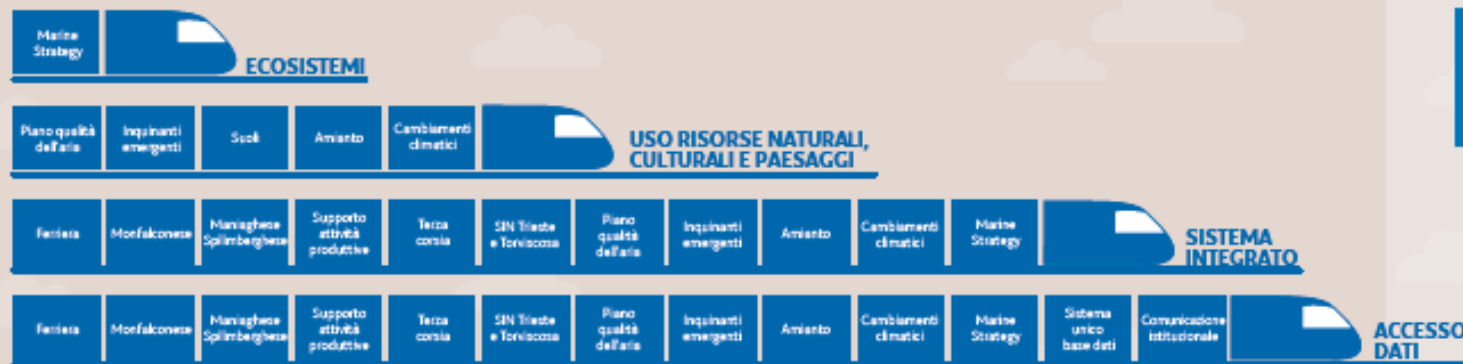 Marine
Strategy
ECOSISTEMI
Piano qualità
dell'aria
Inquinanti
emergenti
Suoli
Amianto
Cambiamenti
climatici
USO RISORSE NATURALI,
CULTURALI E PAESAGGI
Ferriera
Monfalconese
Maniaghese
Spilimberghese
Supporto
attività
produttive
Terza
corsia
SIN Trieste
e Torviscosa
Piano
qualità
dell'aria
Inquinanti
emergenti
Amianto
Cambiamenti
climatici
Marine
Strategy
SISTEMA
INTEGRATO
Ferriera
Monfalconese
Maniaghese
Spilimberghese
Supporto
attività
produttive
Terza
corsia
SIN Trieste
e Torviscosa
Piano
qualità
dell'aria
Inquinanti
emergenti
Amianto
Cambiamenti
climatici
Marine
Strategy
Sistema
unico
base dati
Comunicazione
istituzionale
ACCESSO
DATI